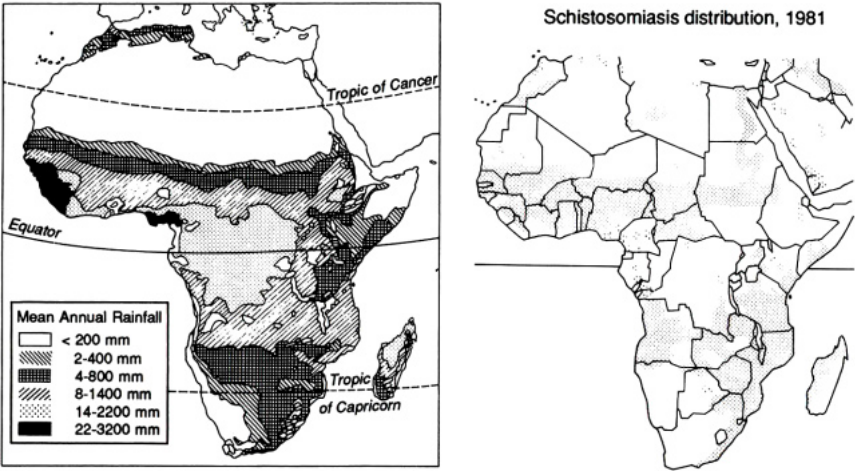 Schistosomiasis distribution, 1981
Tropic of Cancer
Equator
Mean Annual Rainfall
< 200 mm
2-400 mm
4-800 mm
8-1400 mm
14-2200 mm
22-3200 mm
Tropic
of Capricorn